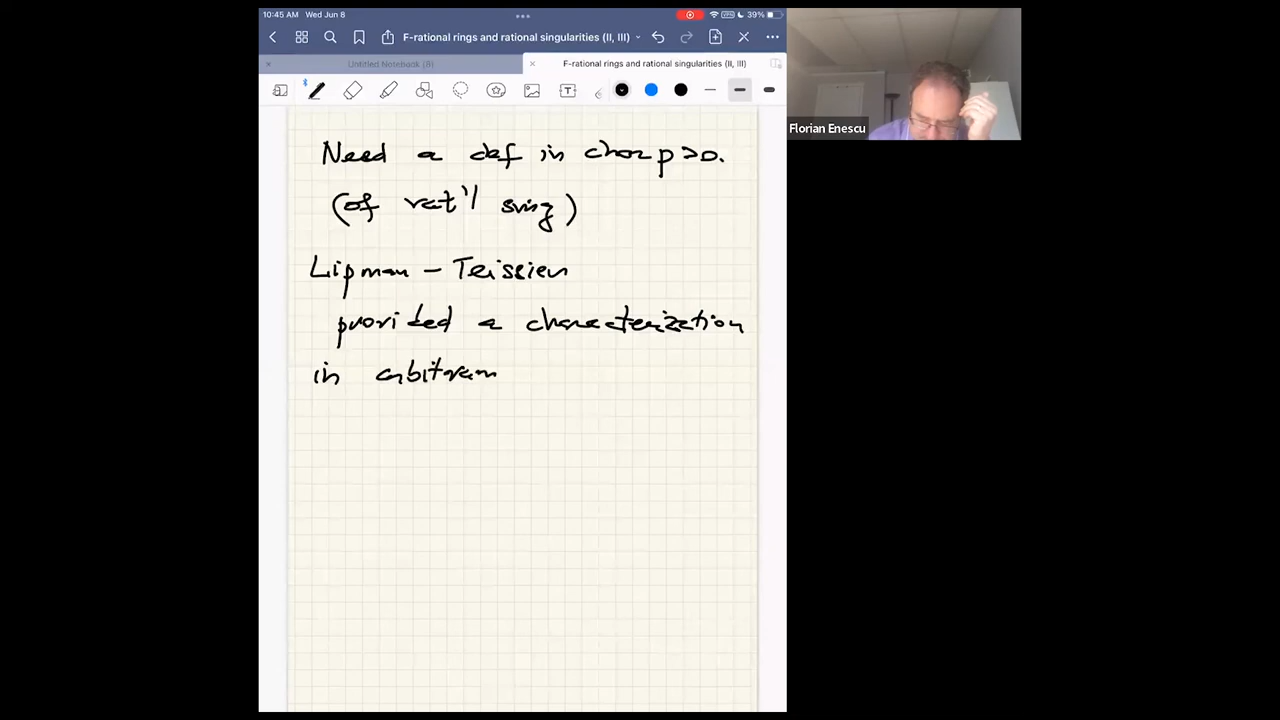 10:45 AM Wed Jun 8
39%
F-rational rings and rational singularities (II, III)
Untitled Notebook (8)
F-rational rings and rational singularities (II, III)
Florian Enescu
Need a def in char p>0.
(of rat'l sing)
Lipman - Teissier
provided a characterization
in arbitrary